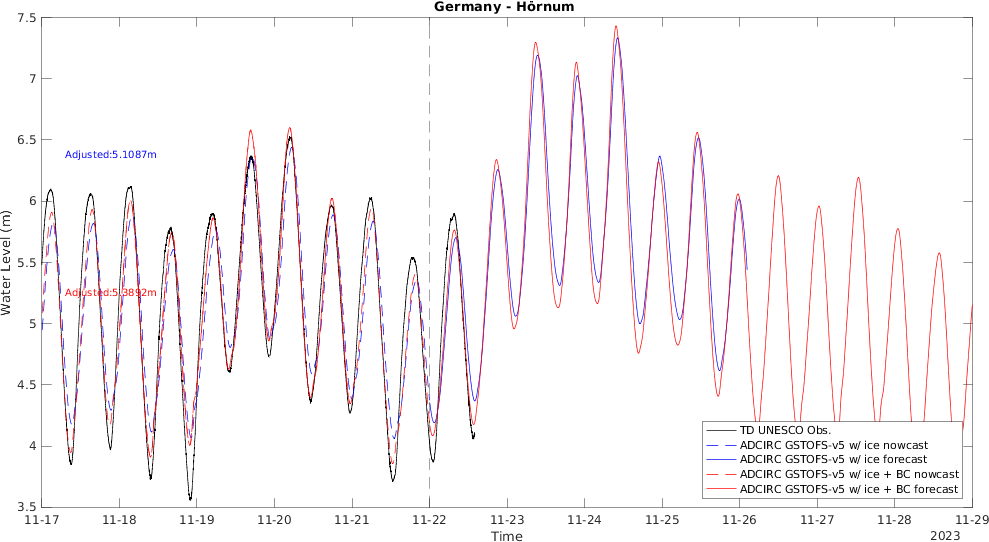 Germany - Hörnum
7.5
7
6.5
6
5.5
5
4.5
4
3.5
Water Level (m)
Adjusted:5.1087m
Adjusted:5.3892m
TD UNESCO Obs.
ADCIRC GSTOFS-v5 w/ ice nowcast
ADCIRC GSTOFS-v5 w/ ice forecast
ADCIRC GSTOFS-v5 w/ ice + BC nowcast
ADCIRC GSTOFS-v5 w/ ice + BC forecast
11-17 11-18 11-19 11-20 11-21 11-22 11-23 11-24 11-25 11-26 11-27 11-28 11-29
Time
2023